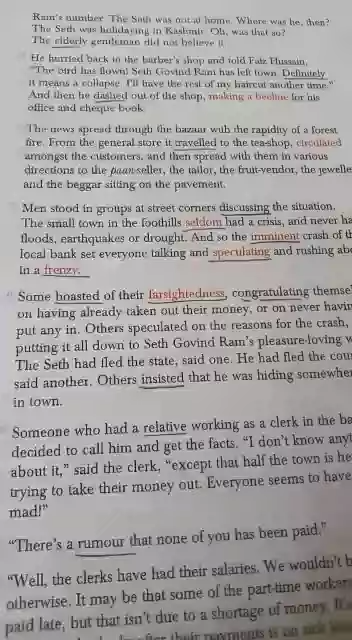 Ram's number. The Seth was not at home. Where was he, then?
The Seth was holidaying in Kashmir. Oh, was that so?
The elderly gentleman did not believe it.
He hurried back to the barber's shop and told Faiz Hussain,
"The bird has flown! Seth Govind Ram has left town. Definitely
it means a collapse. I'll have the rest of my haircut another time."
And then he dashed out of the shop, making a beeline for his
office and cheque book.
The news spread through the bazaar with the rapidity of a forest
fire. From the general store it travelled to the tea-shop, circulated
amongst the customers, and then spread with them in various
directions to the paan-seller, the tailor, the fruit-vendor, the jewelle
and the beggar sitting on the pavement.
Men stood in groups at street corners discussing the situation.
The small town in the foothills seldom had a crisis, and never ha
floods, earthquakes or drought. And so the imminent crash of th
local bank set everyone talking and speculating and rushing abo
in a frenzy.
Some boasted of their farsightedness, congratulating themse
on having already taken out their money, or on never havin
put any in. Others speculated on the reasons for the crash,
putting it all down to Seth Govind Ram's pleasure-loving w
The Seth had fled the state, said one. He had fled the cou
said another. Others insisted that he was hiding somewhe
in town.
Someone who had a relative working as a clerk in the ba
decided to call him and get the facts. "I don't know anyt
about it," said the clerk, "except that half the town is he
trying to take their money out. Everyone seems to have
mad!"
"There's a rumour that none of you has been paid."
"Well, the clerks have had their salaries. We wouldn't b
otherwise. It may be that some of the part-time worker
paid late, but that isn't due to a shortage of money.